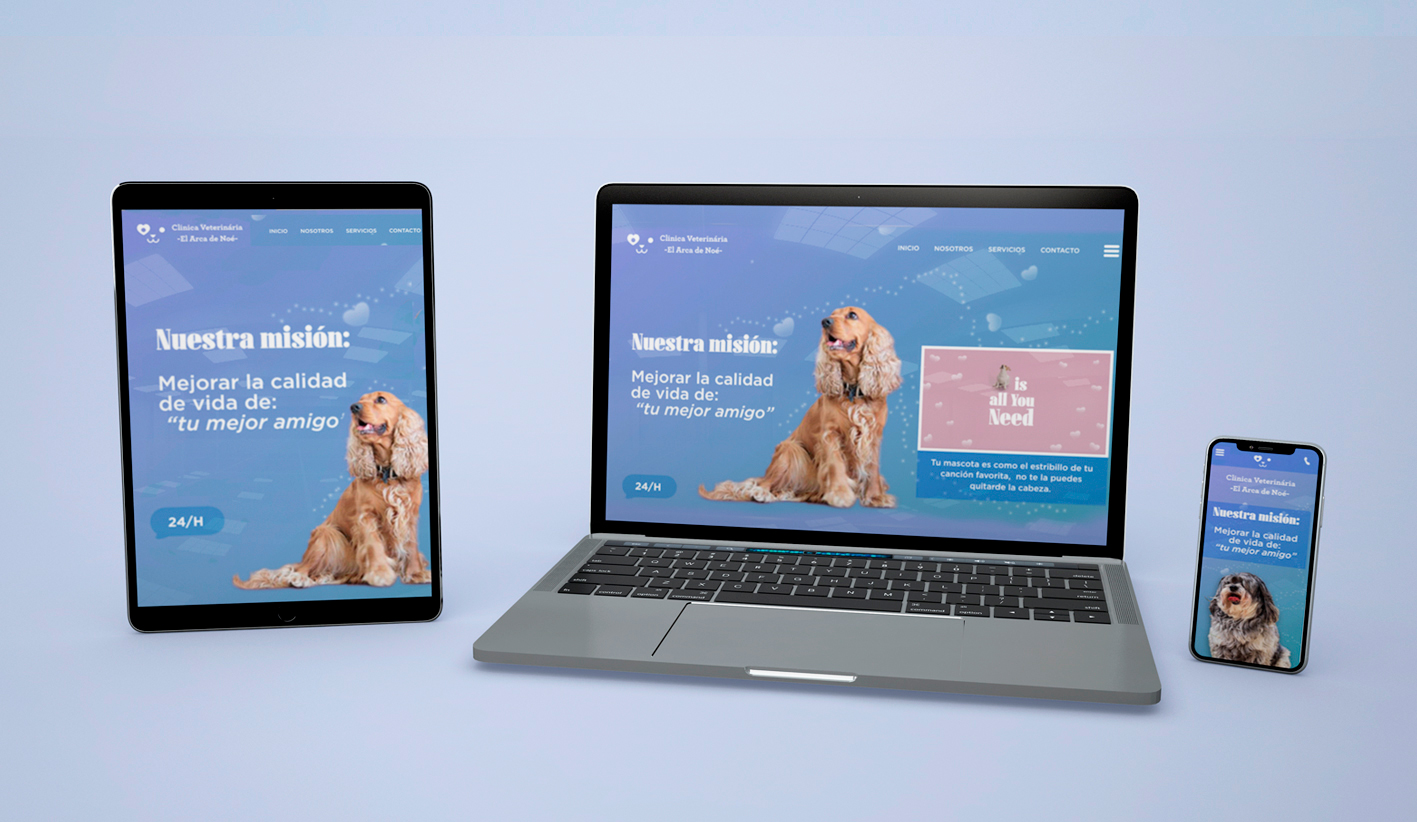 Clinica Veterinária
-El Arca de Noé-
INICIO NOSOTROS SERVICIOS CONTACTO
Nuestra misión:
Mejorar la calidad
de vida de:
“tu mejor amigo
24/H
Clinica Veterinária
-El Arca de Noé-
INICIO NOSOTROS SERVICIOS CONTACTO
Nuestra misión:
Mejorar la calidad
de vida de:
“tu mejor amigo”
24/H
is
all You
Need
Tu mascota es como el estribillo de tu
canción favorita, no te la puedes
quitarde la cabeza.
Clinica Veterinária
-El Arca de Noé-
Nuestra misión:
Mejorar la calidad
de vida de:
“tu mejor amigo”